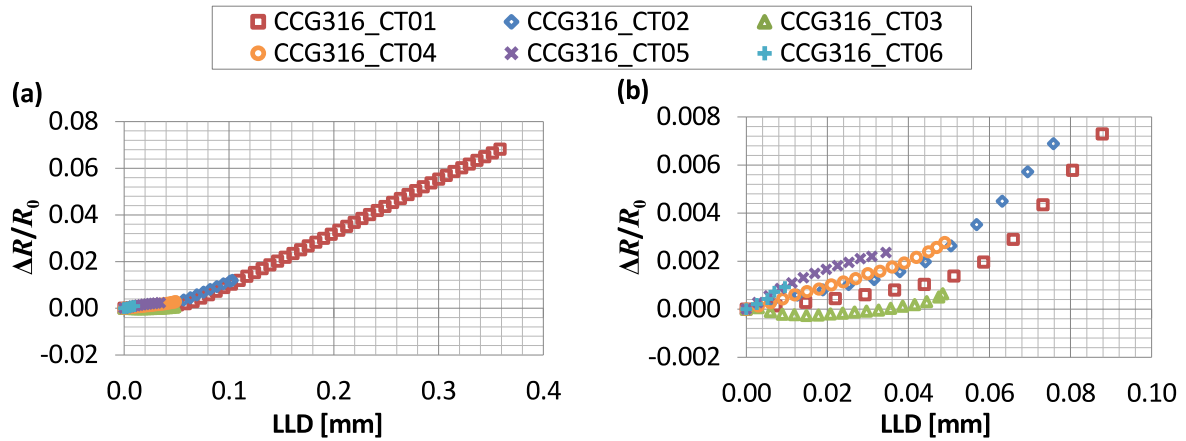 CCG316_CT01 CCG316_CT02 CCG316_CT03
CCG316_CT04 CCG316_CT05 CCG316_CT06
(a)
0.08
0.06
0.04
0.02
0.00
-0.02
ΔR/R0
0.0 0.1 0.2 0.3 0.4
LLD [mm]
(b)
0.008
0.006
0.004
0.002
0.000
-0.002
ΔR/R0
0.00 0.02 0.04 0.06 0.08 0.10
LLD [mm]